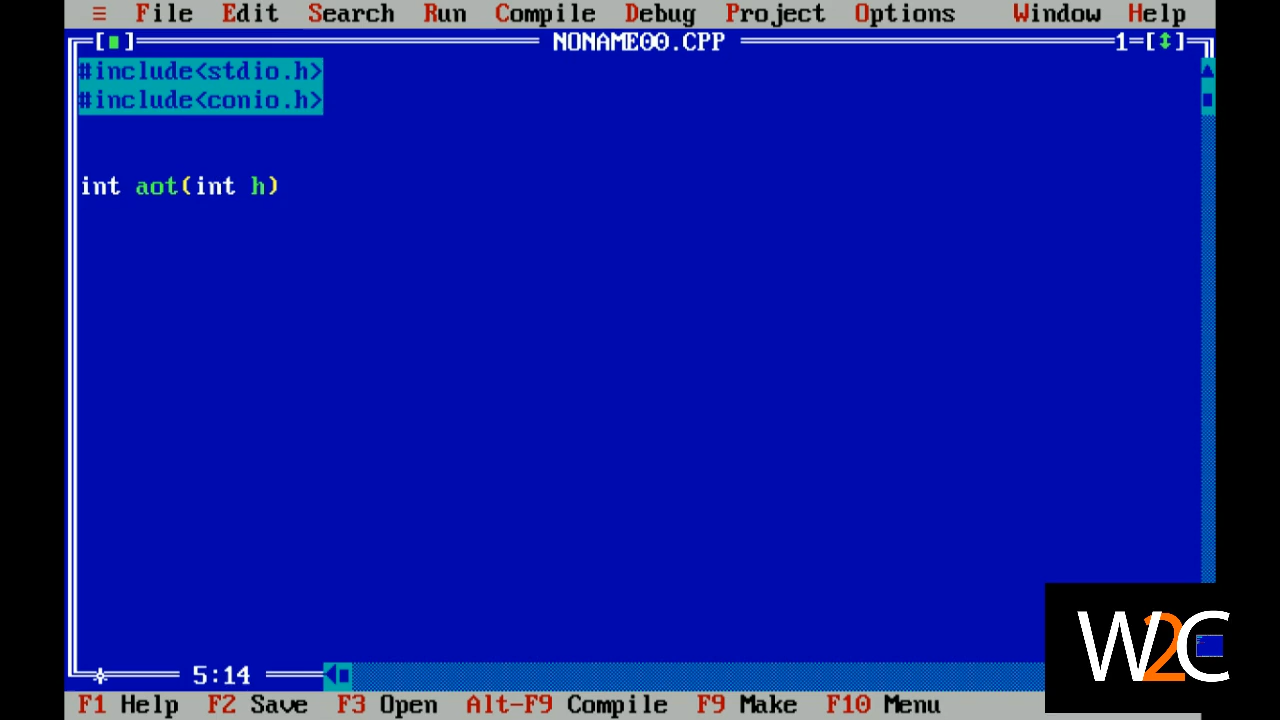 ≡ File Edit Search Run Compile Debug Project Options Window Help
[■] NONAME00.CPP 1=[↕]
#include<stdio.h>
#include<conio.h>
int aot(int h)
5:14
F1 Help F2 Save F3 Open Alt-F9 Compile F9 Make F10 Menu
W2C